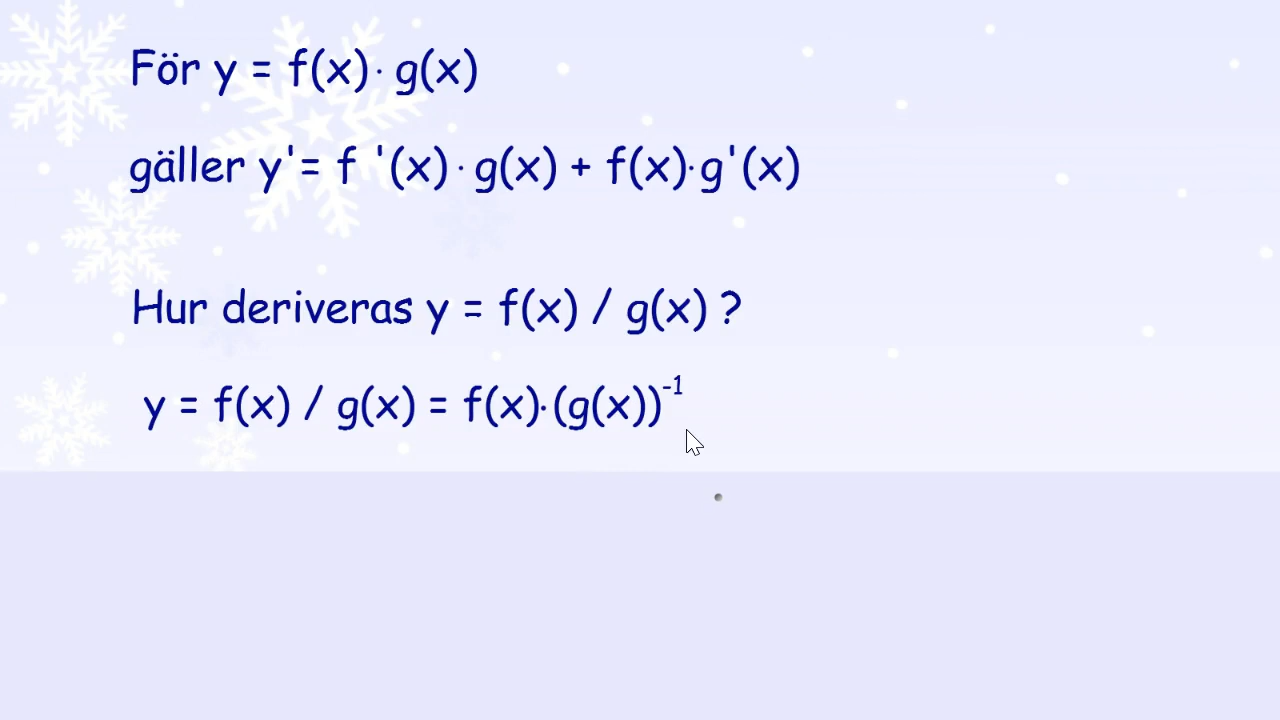 För y = f(x) · g(x)
gäller y'= f '(x) · g(x) + f(x)·g'(x)
Hur deriveras y = f(x) / g(x) ?
y = f(x) / g(x) = f(x)·(g(x))⁻¹